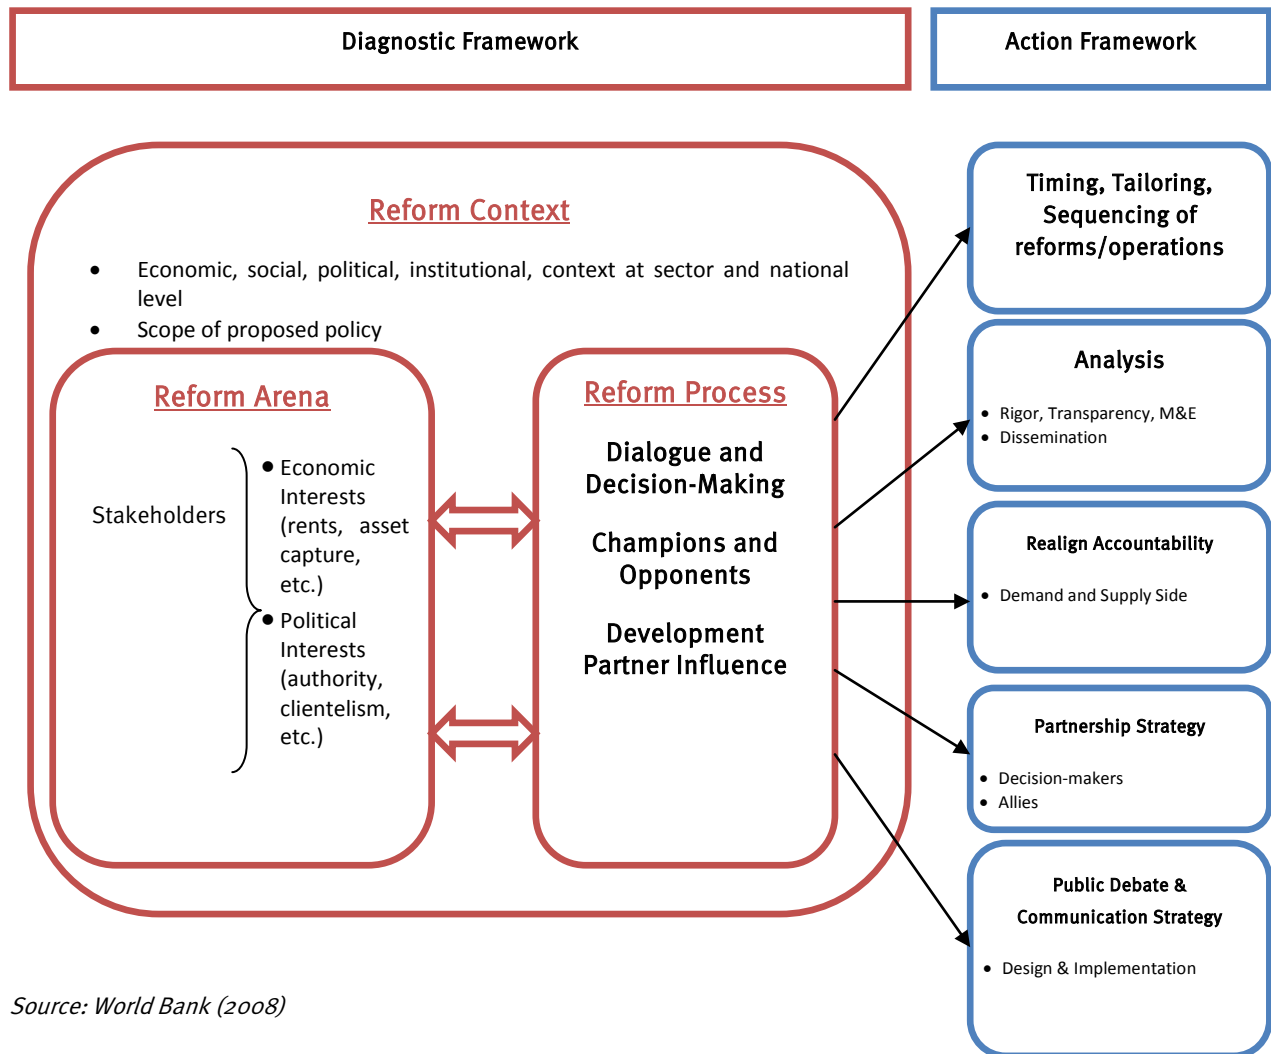 Diagnostic Framework
Action Framework
Reform Context
• Economic, social, political, institutional, context at sector and national
level
• Scope of proposed policy
Reform Arena
Stakeholders
• Economic
Interests
(rents, asset
capture,
etc.)
• Political
Interests
(authority,
clientelism,
etc.)
Reform Process
Dialogue and
Decision-Making
Champions and
Opponents
Development
Partner Influence
Timing, Tailoring,
Sequencing of
reforms/operations
Analysis
• Rigor, Transparency, M&E
• Dissemination
Realign Accountability
• Demand and Supply Side
Partnership Strategy
• Decision-makers
• Allies
Public Debate &
Communication Strategy
• Design & Implementation
Source: World Bank (2008)